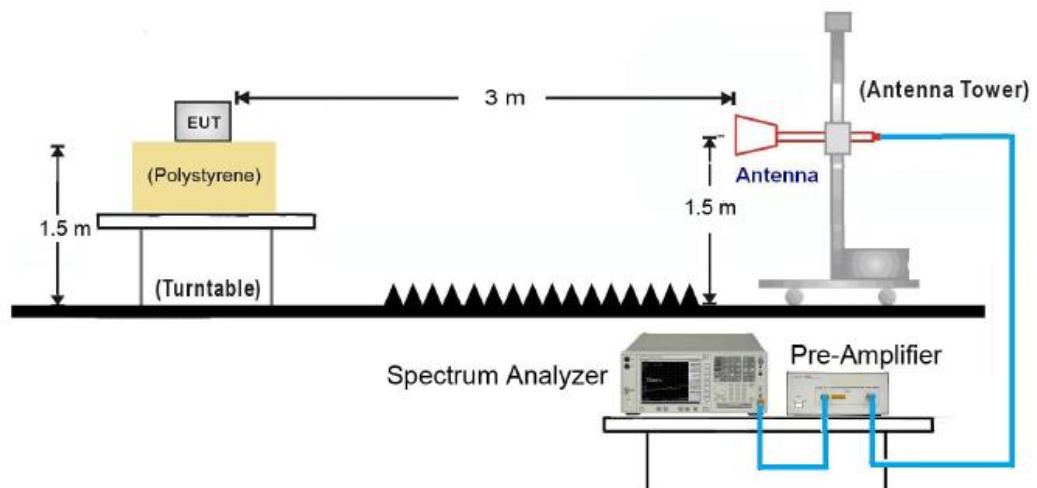 3 m
(Antenna Tower)
EUT
(Polystyrene)
Antenna
1.5 m
1.5 m
(Turntable)
Pre-Amplifier
Spectrum Analyzer